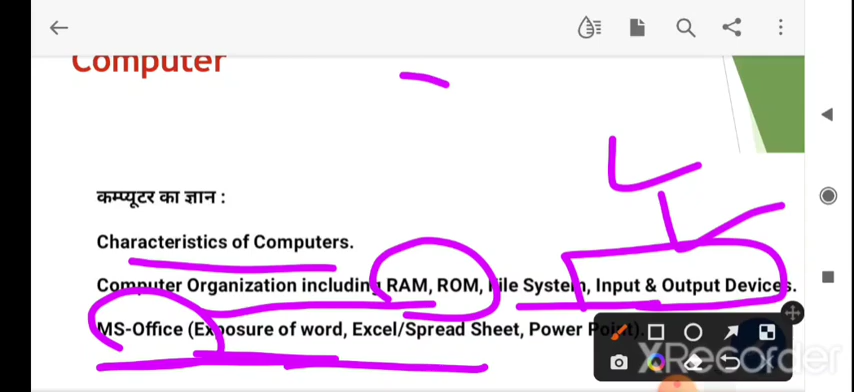 Computer
कम्प्यूटर का ज्ञान :
Characteristics of Computers.
Computer Organization including RAM, ROM, File System, Input & Output Devices.
MS-Office (Exposure of word, Excel/Spread Sheet, Power Point).
XRecorder